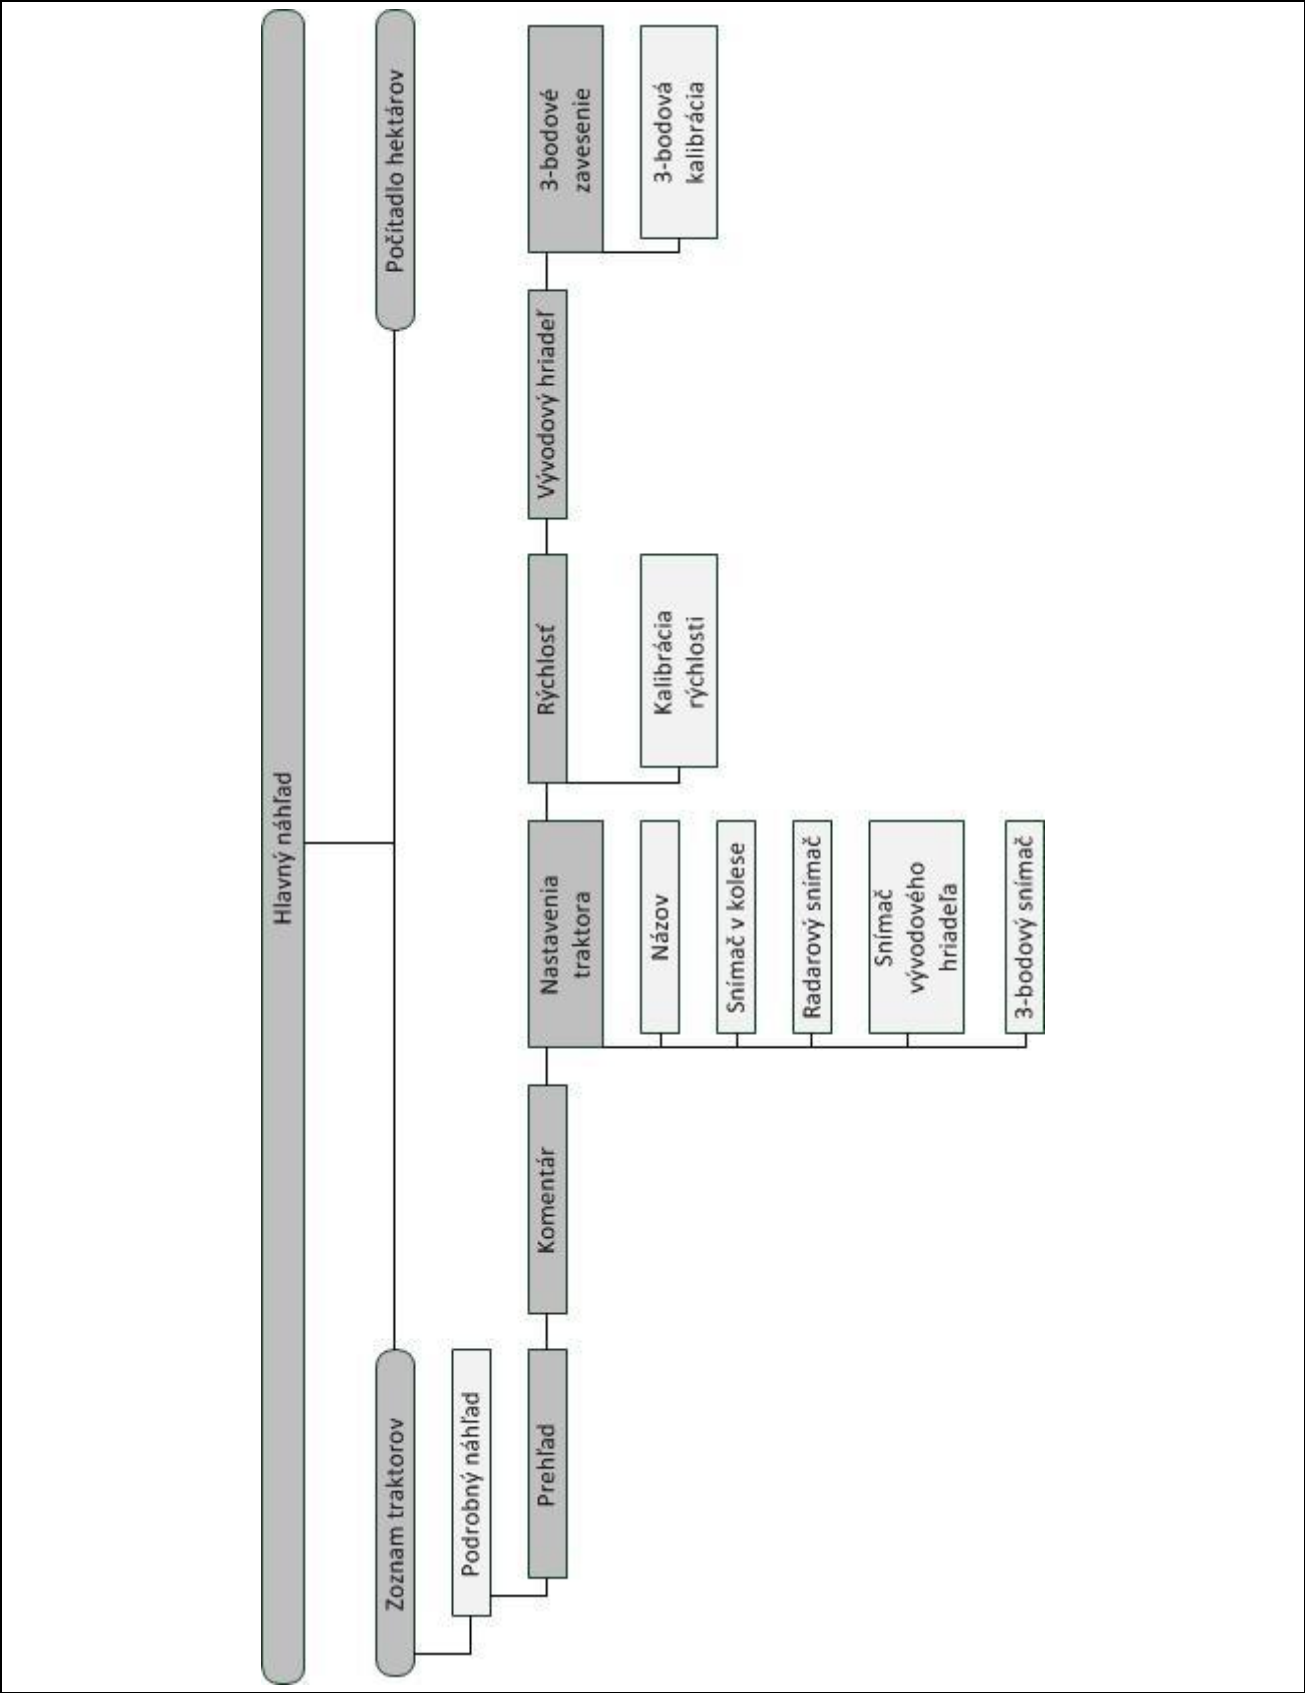 Hlavný náhľad
Zoznam traktorov
Počítadlo hektárov
Podrobný náhľad
Prehľad
Komentár
Nastavenia
traktora
Rýchlosť
Vývodový hriadeľ
3-bodové
zavesenie
Názov
Snímač v kolese
Radarový snímač
Snímač
vývodového
hriadeľa
3-bodový snímač
Kalibrácia
rýchlosti
3-bodová
kalibrácia